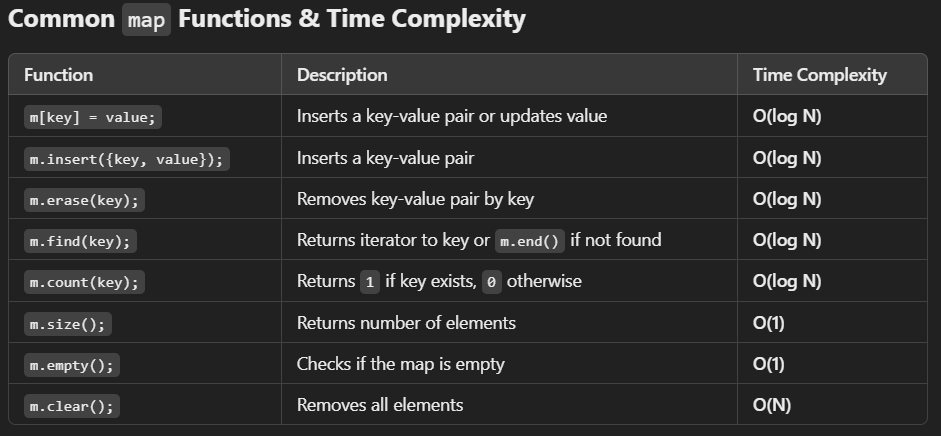 Common map Functions & Time Complexity
Function Description Time Complexity
m[key] = value; Inserts a key-value pair or updates value O(log N)
m.insert({key, value}); Inserts a key-value pair O(log N)
m.erase(key); Removes key-value pair by key O(log N)
m.find(key); Returns iterator to key or m.end() if not found O(log N)
m.count(key); Returns 1 if key exists, 0 otherwise O(log N)
m.size(); Returns number of elements O(1)
m.empty(); Checks if the map is empty O(1)
m.clear(); Removes all elements O(N)